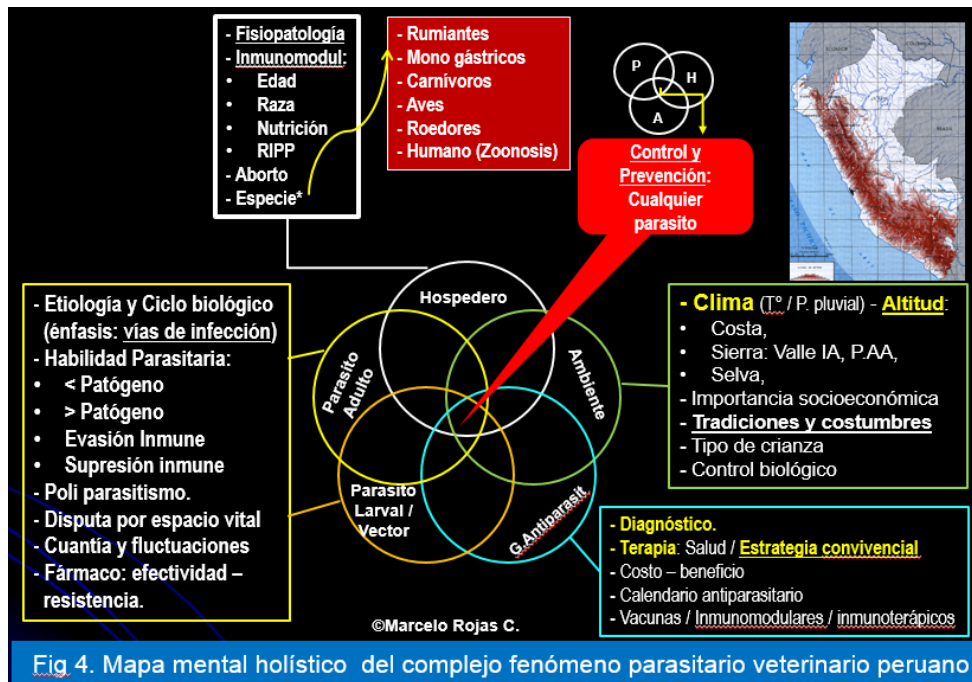 - Fisiopatología
- Inmunomodul:
• Edad
• Raza
• Nutrición
• RIPP
- Aborto
- Especie*
- Rumiantes
- Mono gástricos
- Carnívoros
- Aves
- Roedores
- Humano (Zoonosis)
P
H
A
Control y
Prevención:
Cualquier
parasito
- Etiología y Ciclo biológico
(énfasis: vías de infección)
- Habilidad Parasitaria:
• < Patógeno
• > Patógeno
• Evasión Inmune
• Supresión inmune
- Poli parasitismo.
- Disputa por espacio vital
- Cuantía y fluctuaciones
- Fármaco: efectividad –
resistencia.
Hospedero
Parasito
Adulto
Ambiente
Parasito
Larval /
Vector
G.Antiparasít
- Clima (T° / P. pluvial) - Altitud:
• Costa,
• Sierra: Valle IA, P.AA,
• Selva,
- Importancia socioeconómica
- Tradiciones y costumbres
- Tipo de crianza
- Control biológico
- Diagnóstico.
- Terapia: Salud / Estrategia convivencial
- Costo – beneficio
- Calendario antiparasitario
- Vacunas / Inmunomodulares / inmunoterápicos
©Marcelo Rojas C.
Fig 4. Mapa mental holístico del complejo fenómeno parasitario veterinario peruano